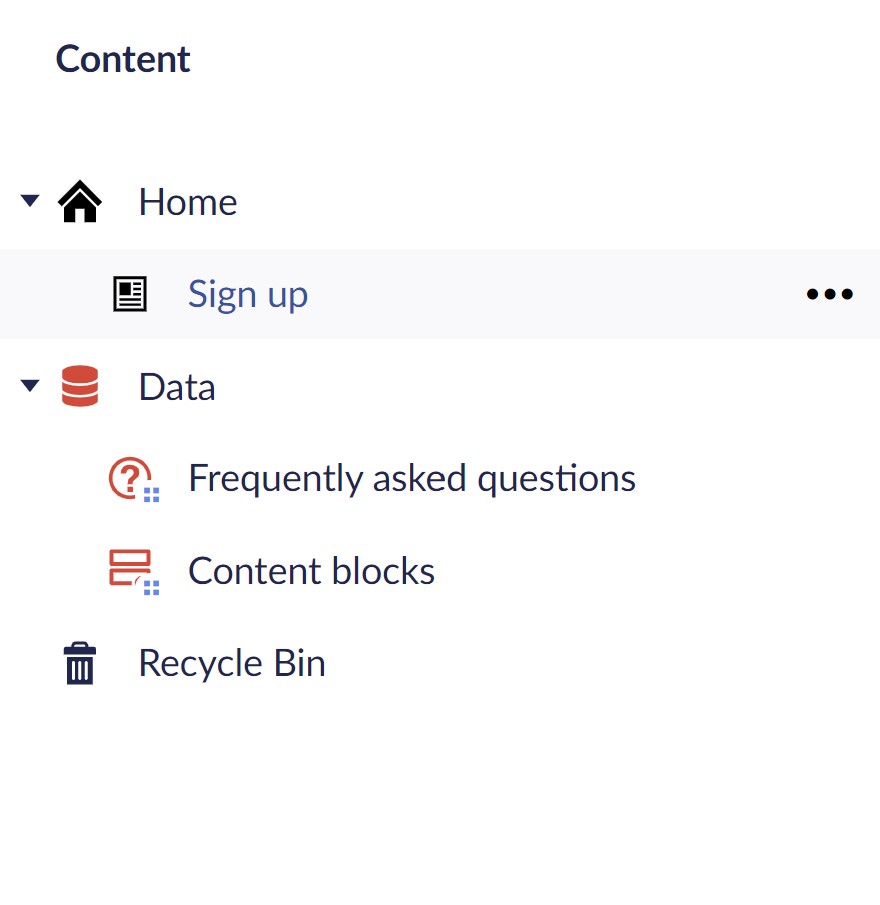 Content
Home
Sign up
Data
Frequently asked questions
Content blocks
Recycle Bin